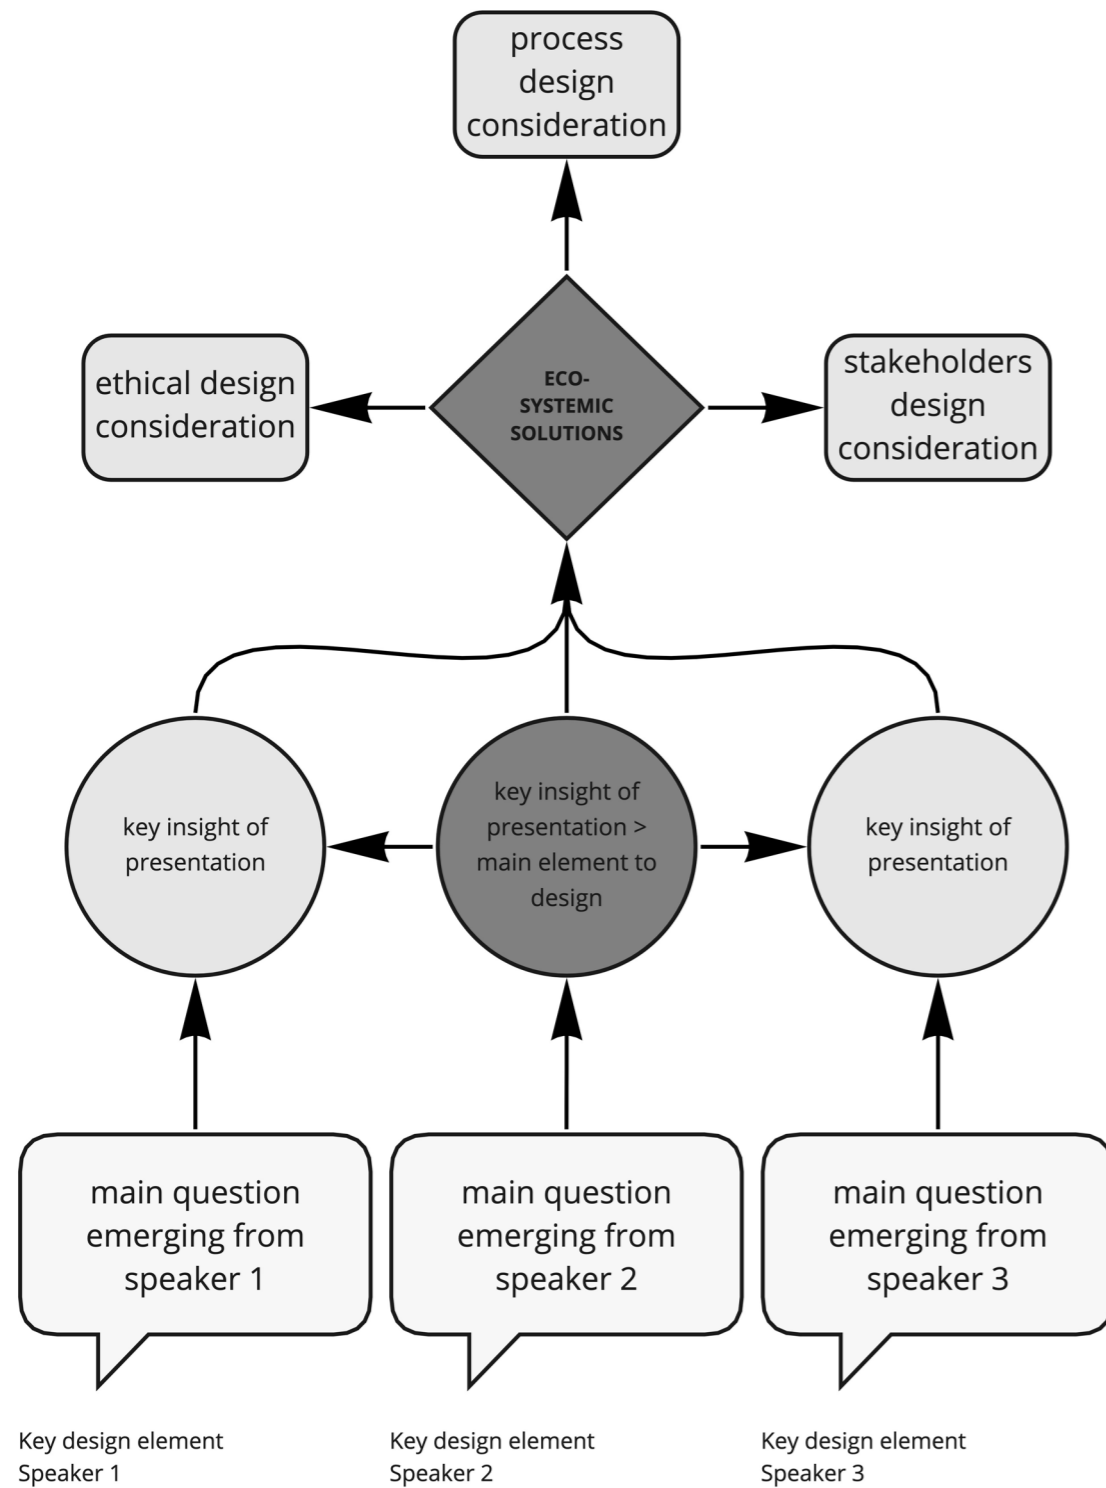 process
design
consideration
ethical design
consideration
ECO-
SYSTEMIC
SOLUTIONS
stakeholders
design
consideration
key insight of
presentation
key insight of
presentation >
main element to
design
key insight of
presentation
main question
emerging from
speaker 1
main question
emerging from
speaker 2
main question
emerging from
speaker 3
Key design element
Speaker 1
Key design element
Speaker 2
Key design element
Speaker 3